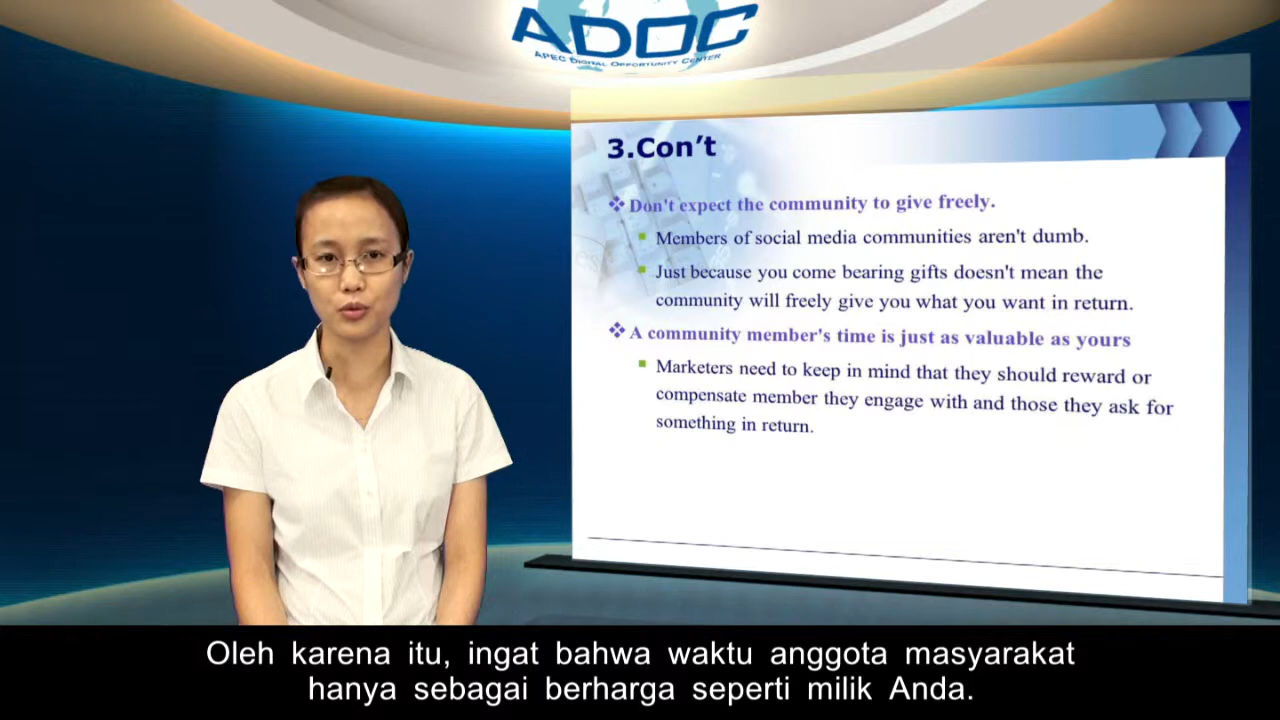 ADOC
APEC DIGITAL OPPORTUNITY CENTER
3.Con't
Don't expect the community to give freely.
Members of social media communities aren't dumb.
Just because you come bearing gifts doesn't mean the
community will freely give you what you want in return.
A community member's time is just as valuable as yours
Marketers need to keep in mind that they should reward or
compensate member they engage with and those they ask for
something in return.
Oleh karena itu, ingat bahwa waktu anggota masyarakat
hanya sebagai berharga seperti milik Anda.